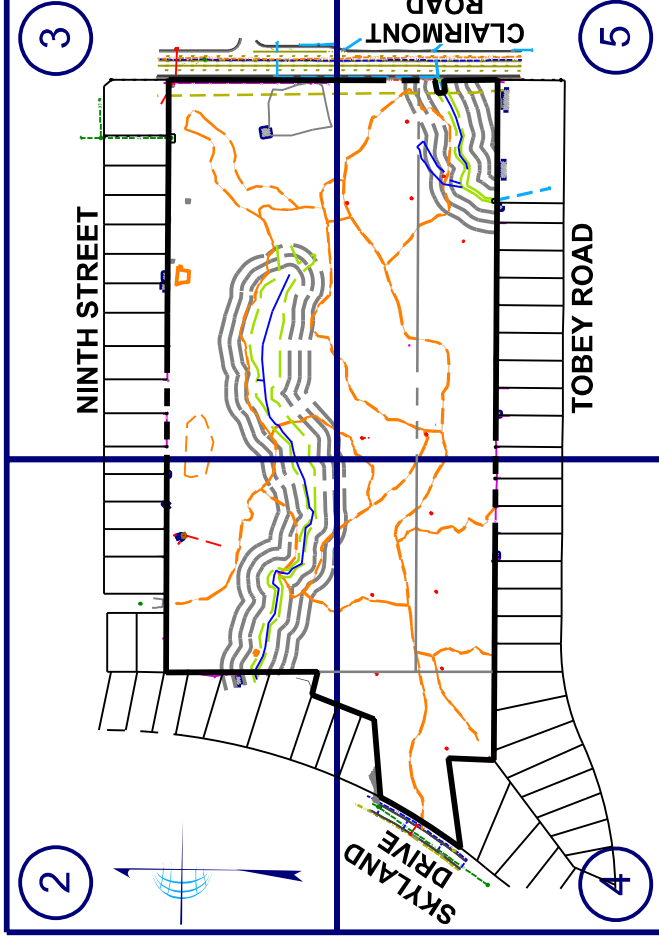 3
CLAIRMONT
ROAD
5
NINTH STREET
TOBEY ROAD
2
SKYLAND
DRIVE
4